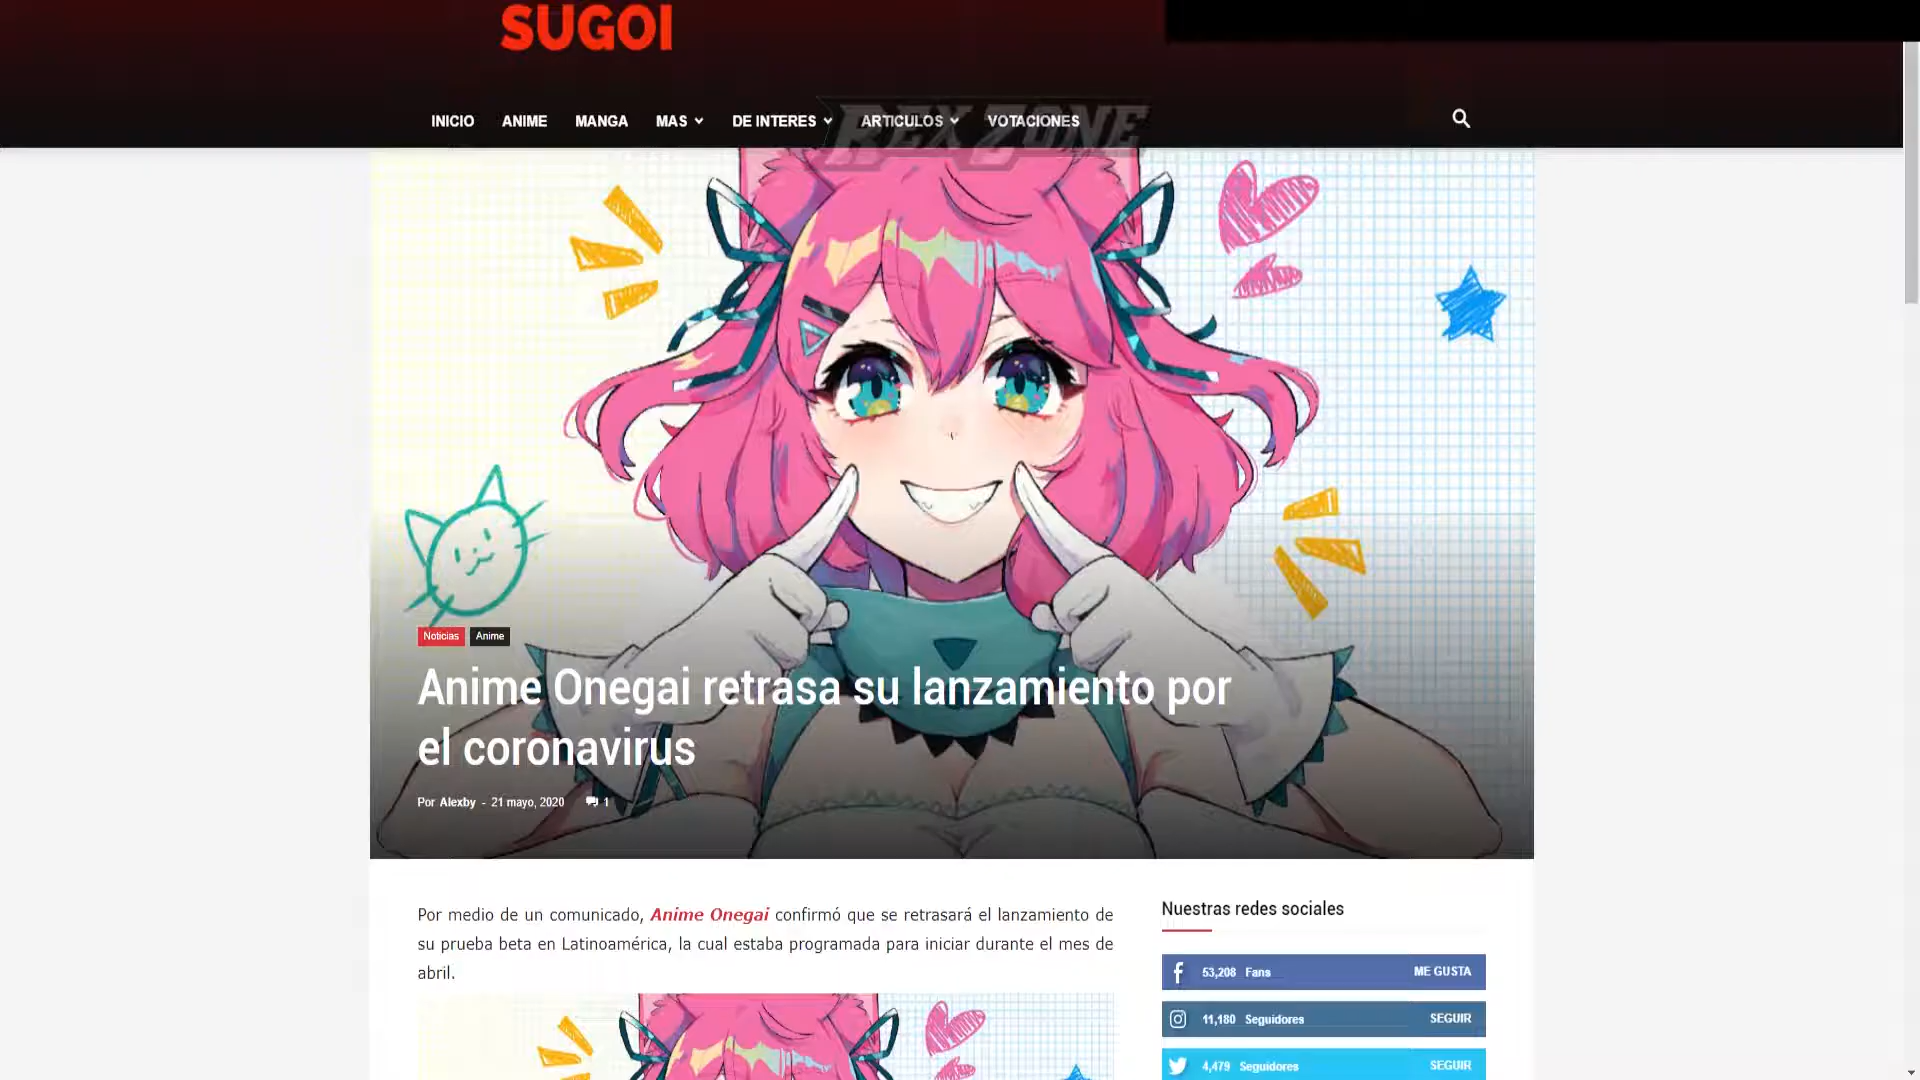 SUGOI
INICIO ANIME MANGA MAS DE INTERES ARTICULOS VOTACIONES
REX ZONE
Noticias Anime
Anime Onegai retrasa su lanzamiento por
el coronavirus
Por Alexby - 21 mayo, 2020 1
Por medio de un comunicado, Anime Onegai confirmó que se retrasará el lanzamiento de
su prueba beta en Latinoamérica, la cual estaba programada para iniciar durante el mes de
abril.
Nuestras redes sociales
53,208 Fans ME GUSTA
11,180 Seguidores SEGUIR
4,479 Seguidores SEGUIR